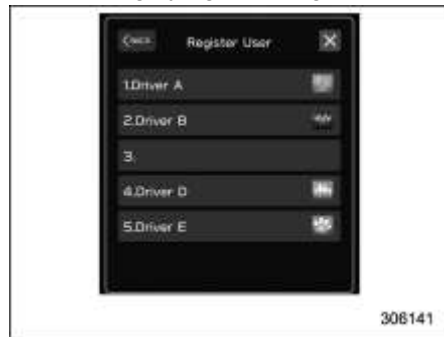 BACK Register User X
1.Driver A
2.Driver B
3.
4.Driver D
5.Driver E
306141